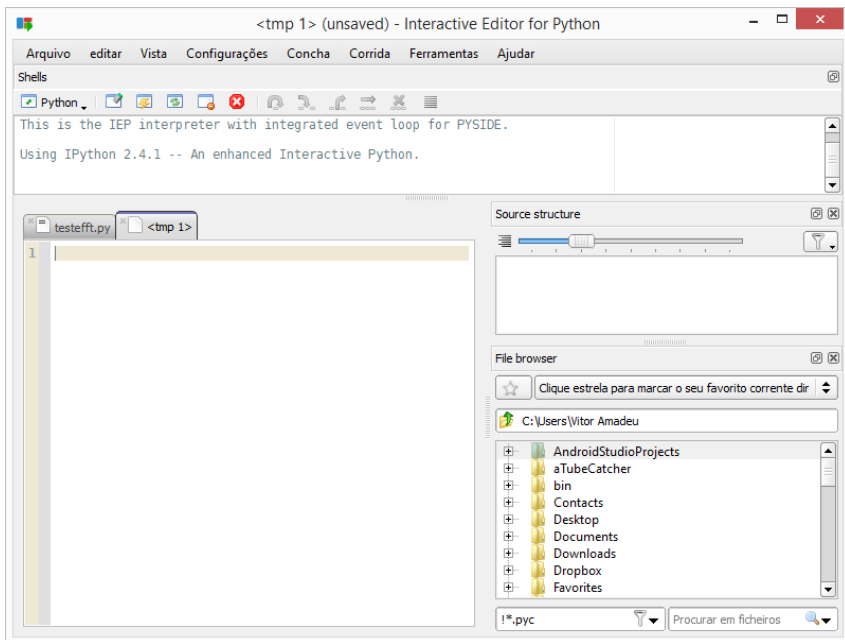 <tmp 1> (unsaved) - Interactive Editor for Python
Arquivo editar Vista Configurações Concha Corrida Ferramentas Ajudar
Shells
Python
This is the IEP interpreter with integrated event loop for PYSIDE.
Using IPython 2.4.1 -- An enhanced Interactive Python.
testefft.py <tmp 1>
1
Source structure
File browser
Clique estrela para marcar o seu favorito corrente dir
C:\Users\Vitor Amadeu
AndroidStudioProjects
aTubeCatcher
bin
Contacts
Desktop
Documents
Downloads
Dropbox
Favorites
!*.pyc
Procurar em ficheiros